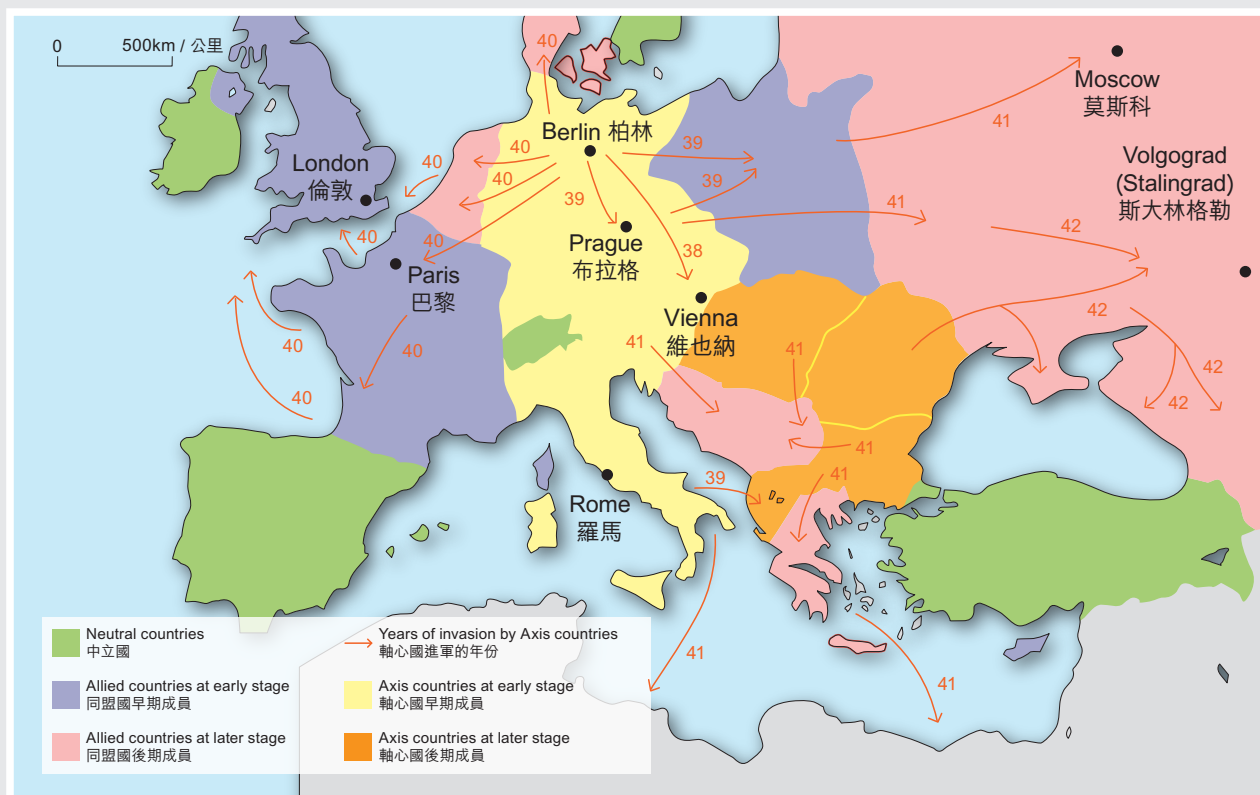 0 500km / 公里
40
Moscow
莫斯科
41
Berlin 柏林
39
40
40
40
39
39
Volgograd
(Stalingrad)
斯大林格勒
London
倫敦
41
40
40
Prague
布拉格
38
42
Paris
巴黎
Vienna
維也納
42
40
40
41
41
42
42
40
41
41
39
Rome
羅馬
41
41
Neutral countries
中立國
Years of invasion by Axis countries
軸心國進軍的年份
Allied countries at early stage
同盟國早期成員
Axis countries at early stage
軸心國早期成員
Allied countries at later stage
同盟國後期成員
Axis countries at later stage
軸心國後期成員